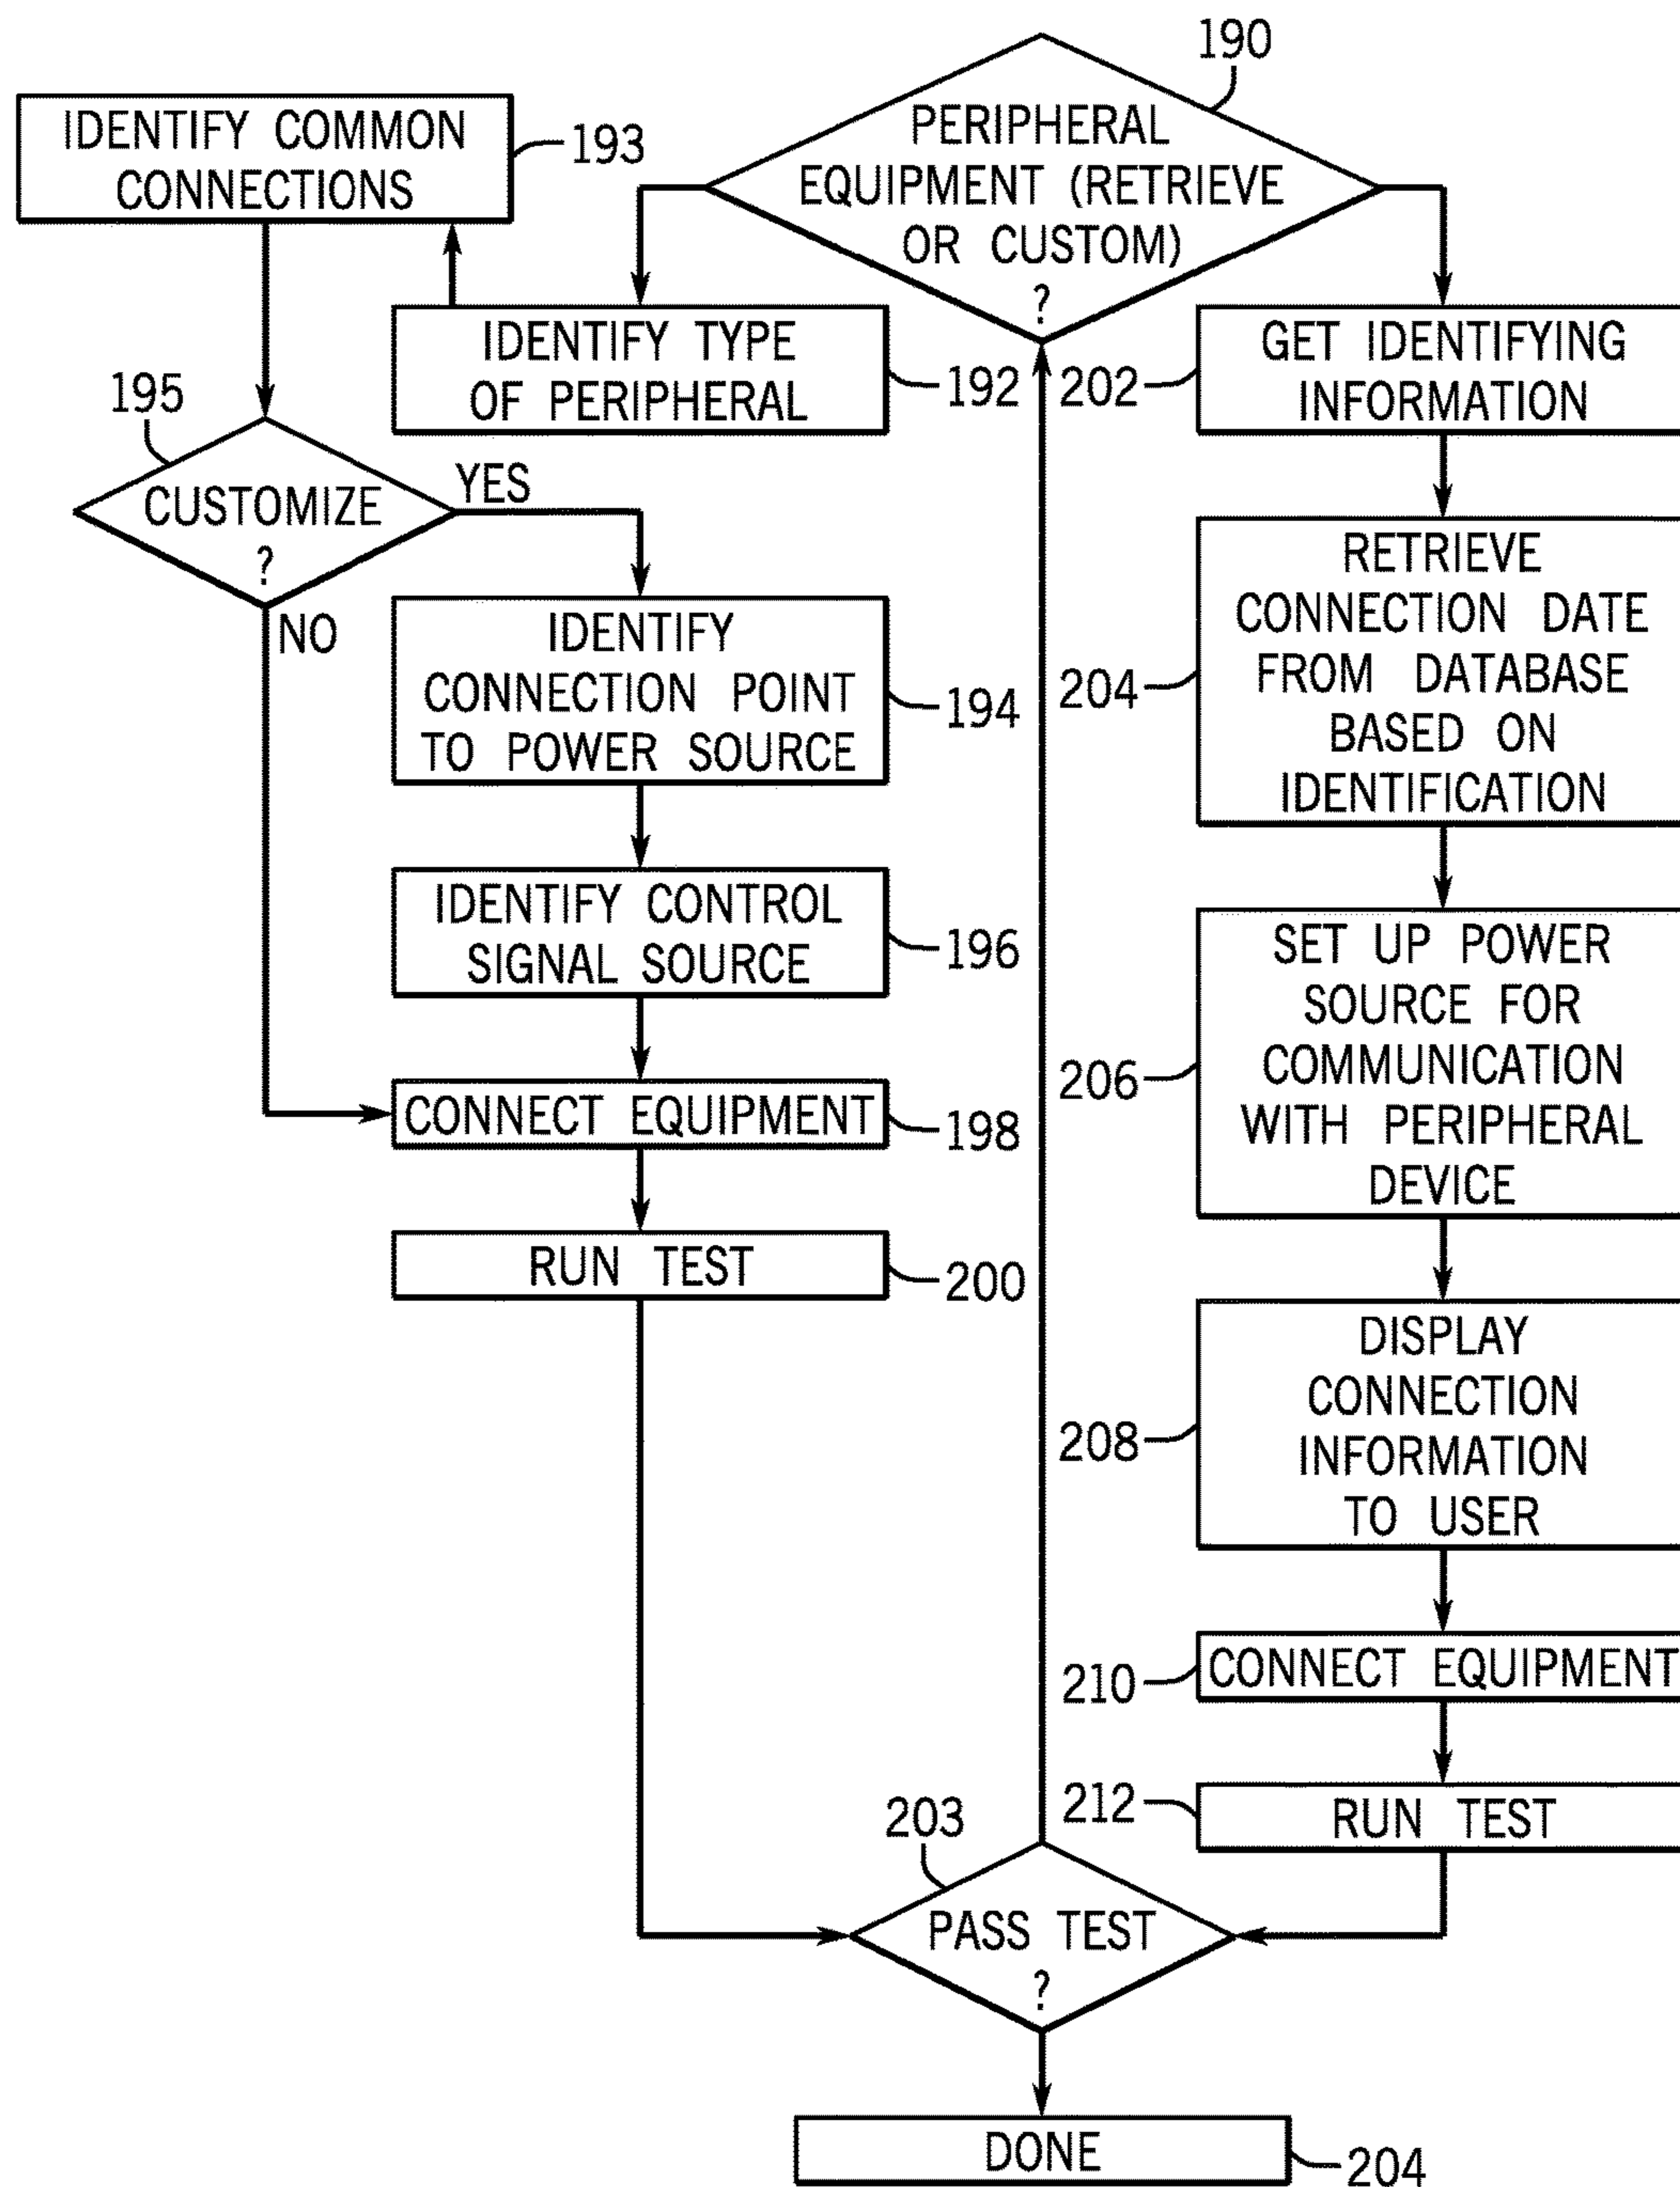 190
PERIPHERAL
EQUIPMENT (RETRIEVE
OR CUSTOM)
?
IDENTIFY COMMON
CONNECTIONS
193
IDENTIFY TYPE
OF PERIPHERAL
192
195
CUSTOMIZE
?
YES
NO
IDENTIFY
CONNECTION POINT
TO POWER SOURCE
194
IDENTIFY CONTROL
SIGNAL SOURCE
196
CONNECT EQUIPMENT
198
RUN TEST
200
202
GET IDENTIFYING
INFORMATION
204
RETRIEVE
CONNECTION DATE
FROM DATABASE
BASED ON
IDENTIFICATION
206
SET UP POWER
SOURCE FOR
COMMUNICATION
WITH PERIPHERAL
DEVICE
208
DISPLAY
CONNECTION
INFORMATION
TO USER
210
CONNECT EQUIPMENT
212
RUN TEST
203
PASS TEST
?
DONE
204